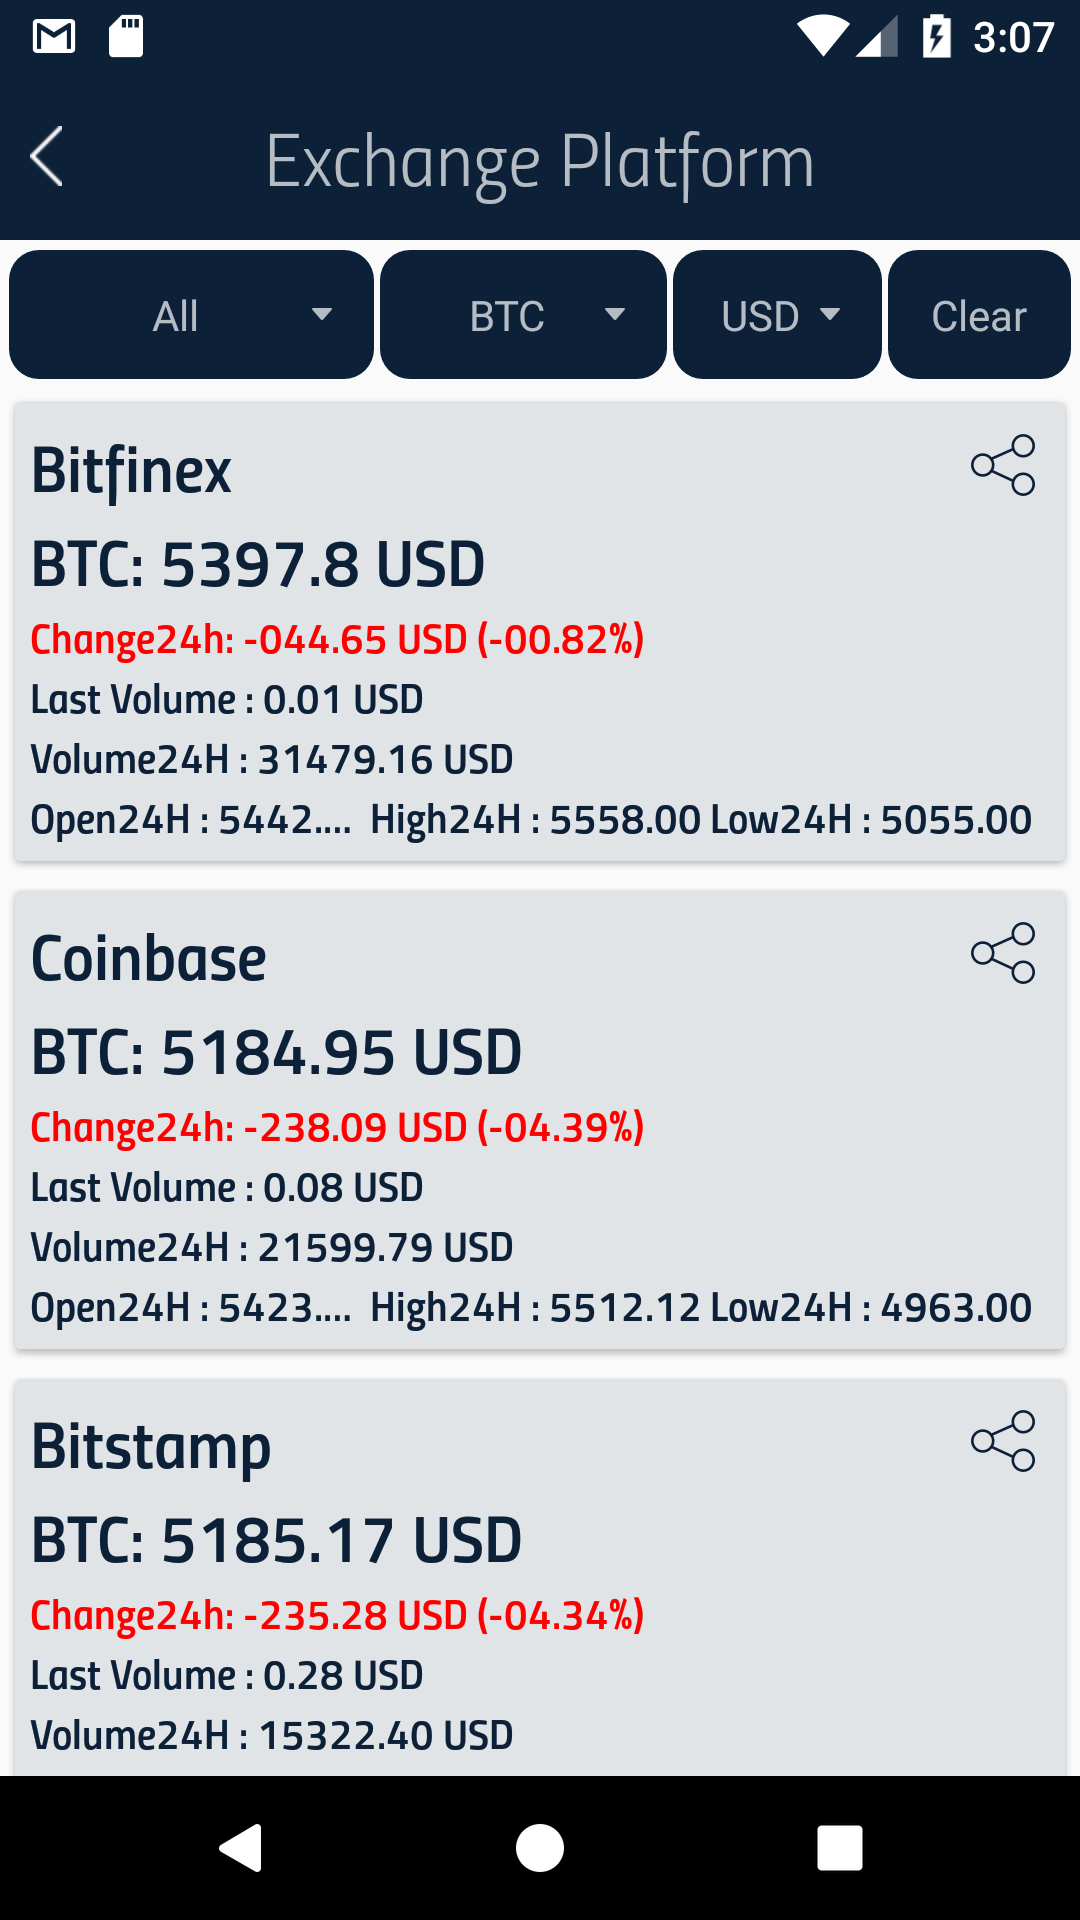 3:07
Exchange Platform
All BTC USD Clear
Bitfinex
BTC: 5397.8 USD
Change24h: -044.65 USD (-00.82%)
Last Volume : 0.01 USD
Volume24H : 31479.16 USD
Open24H : 5442.... High24H : 5558.00 Low24H : 5055.00
Coinbase
BTC: 5184.95 USD
Change24h: -238.09 USD (-04.39%)
Last Volume : 0.08 USD
Volume24H : 21599.79 USD
Open24H : 5423.... High24H : 5512.12 Low24H : 4963.00
Bitstamp
BTC: 5185.17 USD
Change24h: -235.28 USD (-04.34%)
Last Volume : 0.28 USD
Volume24H : 15322.40 USD